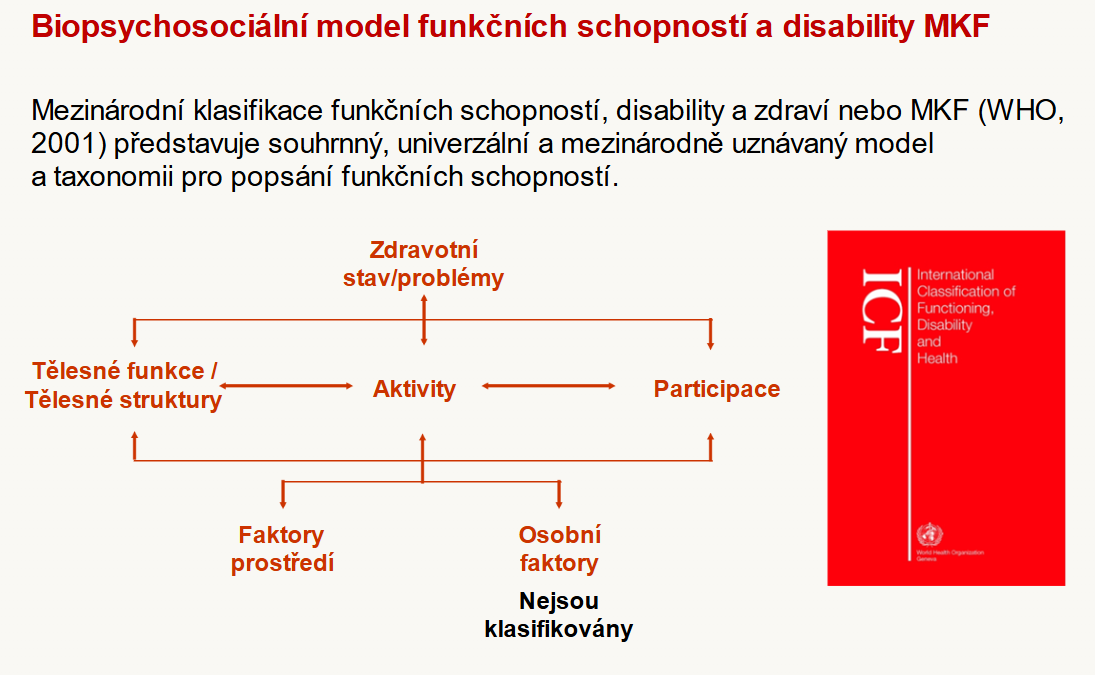 Biopsychosociální model funkčních schopností a disability MKF
Mezinárodní klasifikace funkčních schopností, disability a zdraví nebo MKF (WHO,
2001) představuje souhrnný, univerzální a mezinárodně uznávaný model
a taxonomii pro popsání funkčních schopností.
Zdravotní
stav/problémy
Tělesné funkce /
Tělesné struktury
Aktivity
Participace
Faktory
prostředí
Osobní
faktory
Nejsou
klasifikovány
ICF
International
Classification of
Functioning,
Disability
and
Health
World Health Organization
Geneva